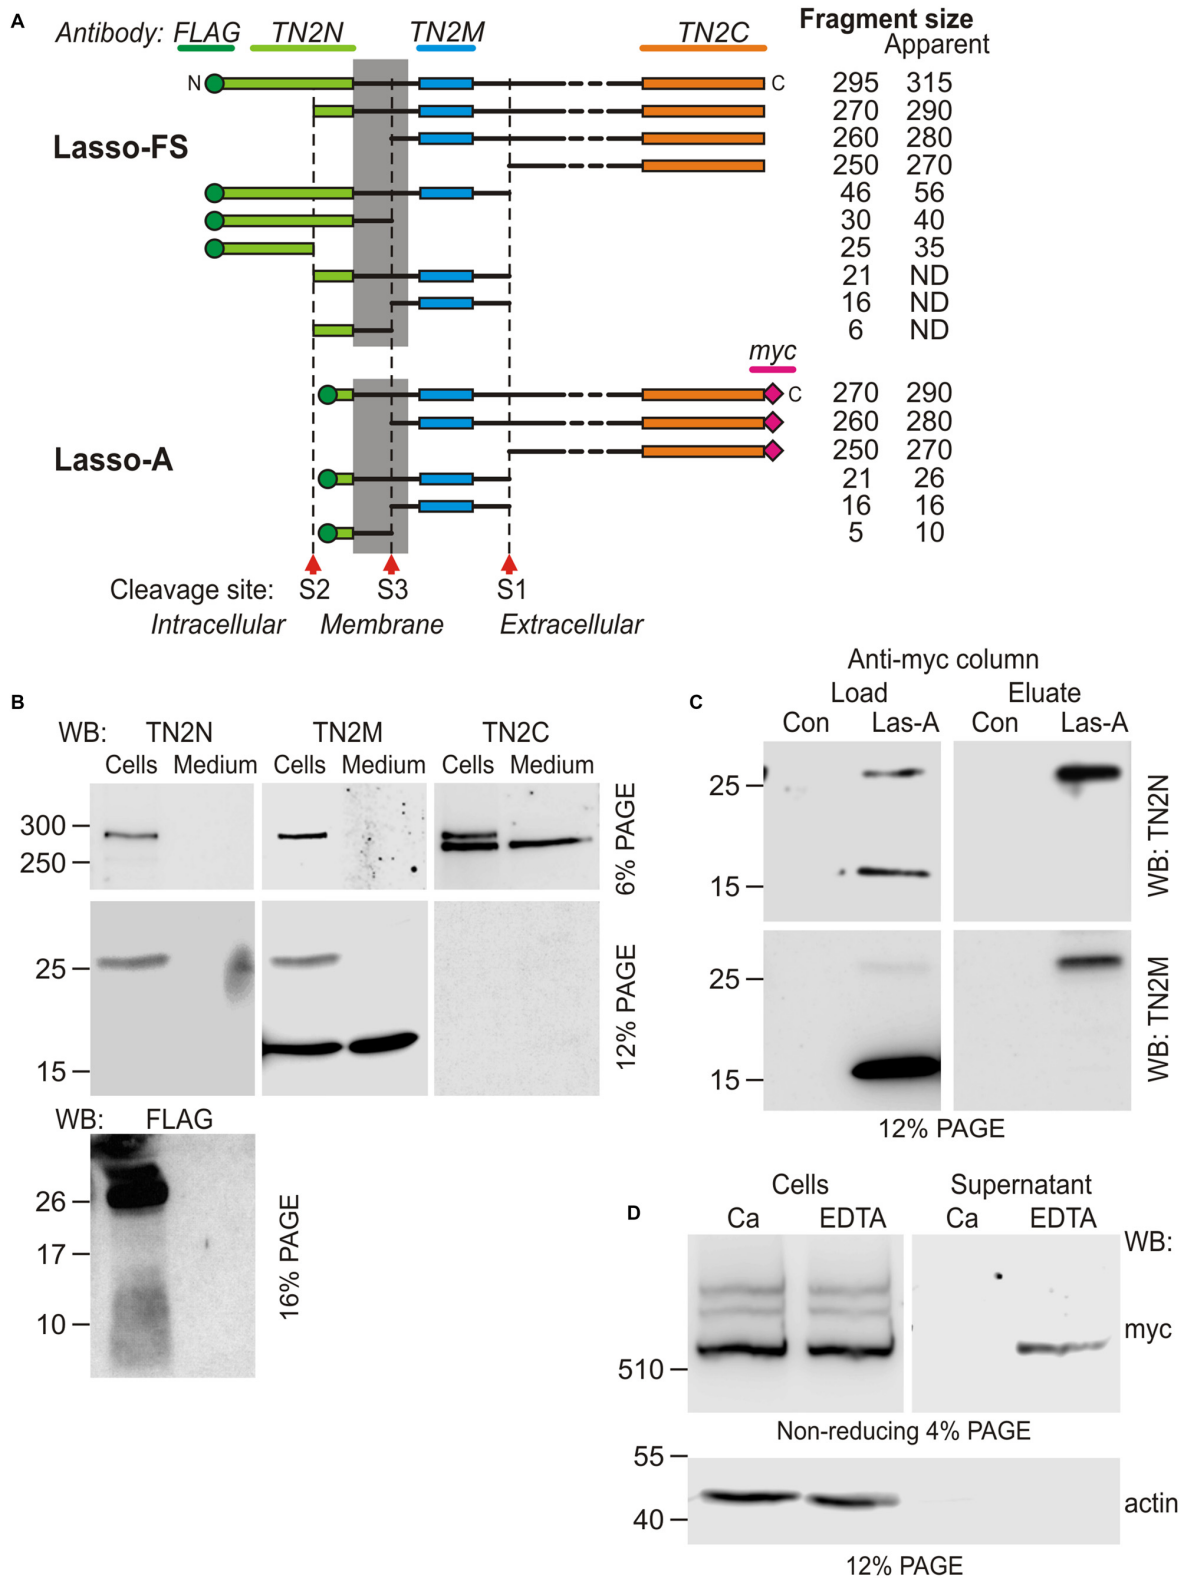 A
Antibody: FLAG TN2N TN2M TN2C
Fragment size
Apparent
N C 295 315
270 290
Lasso-FS
260 280
250 270
46 56
30 40
25 35
21 ND
16 ND
6 ND
myc
C 270 290
260 280
Lasso-A
250 270
21 26
16 16
5 10
Cleavage site: S2 S3 S1
Intracellular Membrane Extracellular
B
WB: TN2N TN2M TN2C
Cells Medium Cells Medium Cells Medium
300
250
6% PAGE
25
15
12% PAGE
WB: FLAG
26
17
10
16% PAGE
C
Anti-myc column
Load Eluate
Con Las-A Con Las-A
25
15
WB: TN2N
25
15
WB: TN2M
12% PAGE
D
Cells Supernatant
Ca EDTA Ca EDTA
WB:
myc
510
Non-reducing 4% PAGE
55
40
actin
12% PAGE